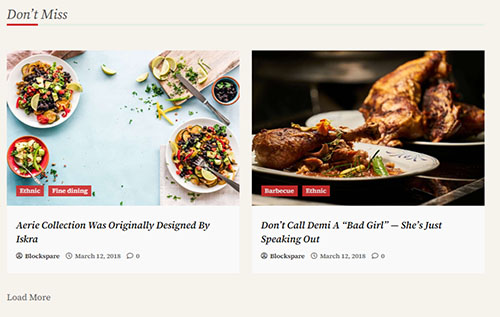 Don't Miss
Ethnic Fine dining
Aerie Collection Was Originally Designed By
Iskra
Blockspare March 12, 2018 0
Barbecue Ethnic
Don't Call Demi A “Bad Girl” — She's Just
Speaking Out
Blockspare March 12, 2018 0
Load More